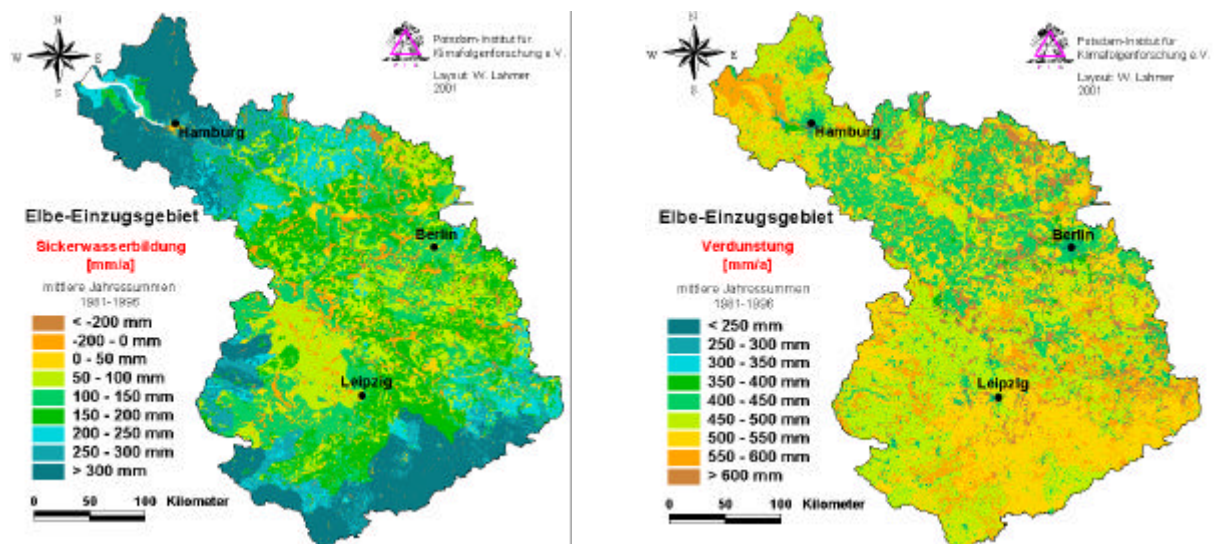 N
W E
S
Potsdam-Institut für
Klimafolgenforschung e.V.
Layout: W. Lahmer
2001
P I K
Hamburg
Elbe-Einzugsgebiet
Sickerwasserbildung
[mm/a]
mittlere Jahressummen
1981-1996
< -200 mm
-200 - 0 mm
0 - 50 mm
50 - 100 mm
100 - 150 mm
150 - 200 mm
200 - 250 mm
250 - 300 mm
> 300 mm
0 50 100 Kilometer
Berlin
Leipzig
N
W E
S
Potsdam-Institut für
Klimafolgenforschung e.V.
Layout: W. Lahmer
2001
P I K
Hamburg
Elbe-Einzugsgebiet
Verdunstung
[mm/a]
mittlere Jahressummen
1981-1996
< 250 mm
250 - 300 mm
300 - 350 mm
350 - 400 mm
400 - 450 mm
450 - 500 mm
500 - 550 mm
550 - 600 mm
> 600 mm
0 50 100 Kilometer
Berlin
Leipzig